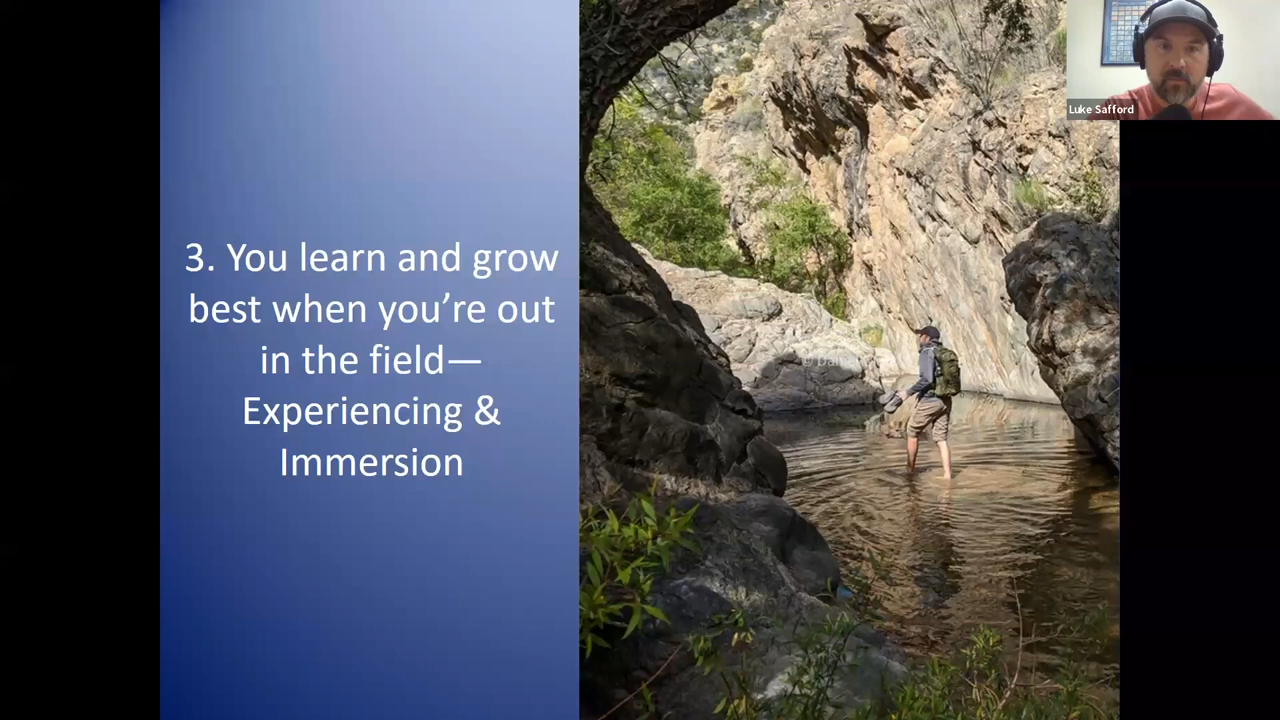 3. You learn and grow
best when you're out
in the field—
Experiencing &
Immersion
Luke Safford